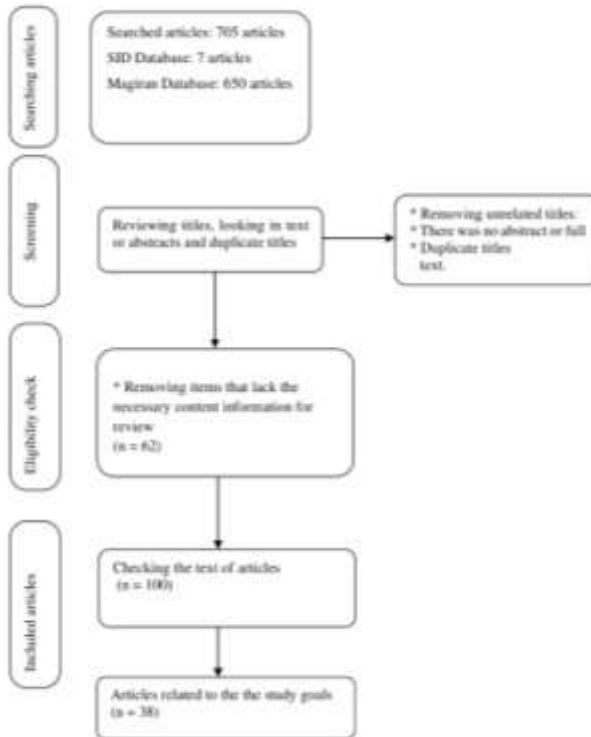 Searching articles
Searched articles: 705 articles
SID Database: 7 articles
Magiran Database: 650 articles
Screening
Reviewing titles, looking in text
or abstracts and duplicate titles
* Removing unrelated titles:
* There was no abstract or full
* Duplicate titles
text.
Eligibility check
* Removing items that lack the
necessary content information for
review
(n = 62)
Included articles
Checking the text of articles
(n = 100)
Articles related to the the study goals
(n = 38)